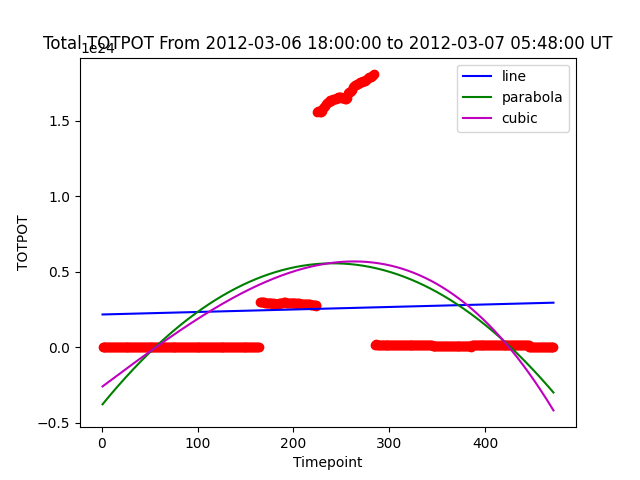 Total TOTPOT From 2012-03-06 18:00:00 to 2012-03-07 05:48:00 UT
1e24
line
parabola
cubic
1.5
1.0
0.5
0.0
−0.5
TOTPOT
0 100 200 300 400
Timepoint